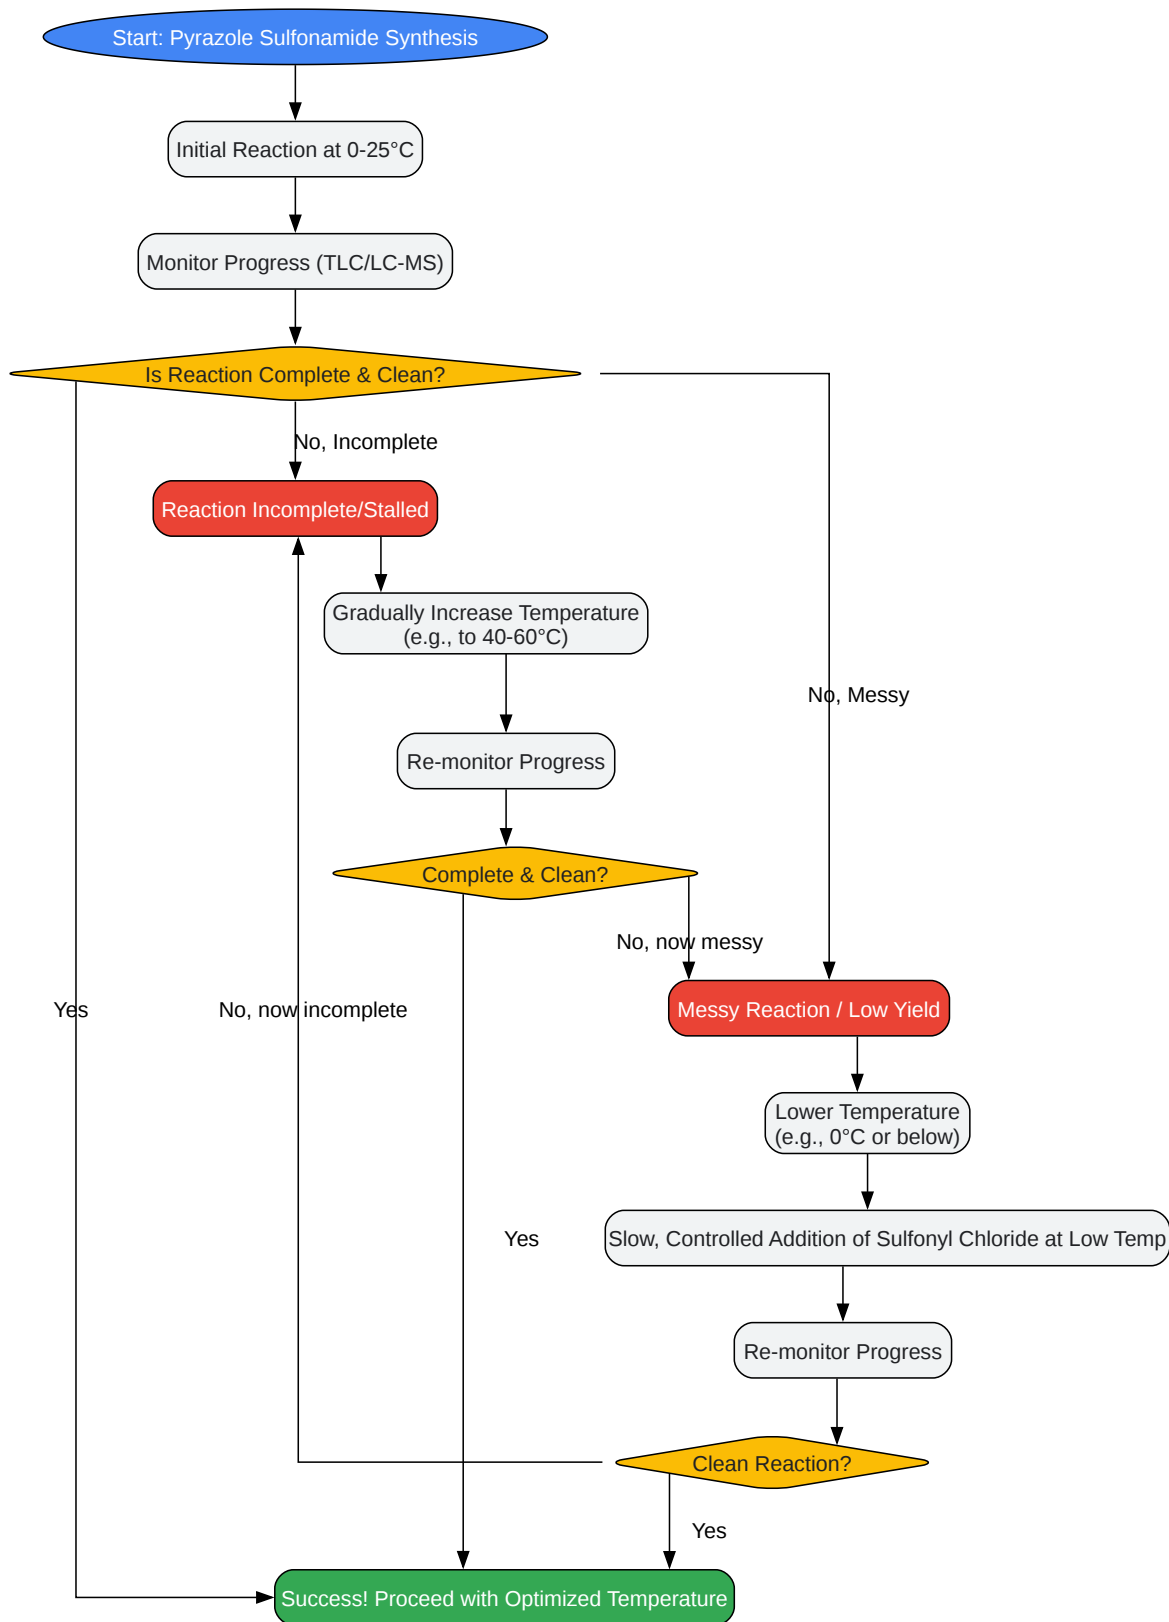 Start: Pyrazole Sulfonamide Synthesis
Initial Reaction at 0-25°C
Monitor Progress (TLC/LC-MS)
Is Reaction Complete & Clean?
No, Incomplete
Reaction Incomplete/Stalled
Gradually Increase Temperature
(e.g., to 40-60°C)
No, Messy
Re-monitor Progress
Complete & Clean?
No, now messy
Yes
No, now incomplete
Messy Reaction / Low Yield
Lower Temperature
(e.g., 0°C or below)
Yes
Slow, Controlled Addition of Sulfonyl Chloride at Low Temp
Re-monitor Progress
Clean Reaction?
Yes
Success! Proceed with Optimized Temperature